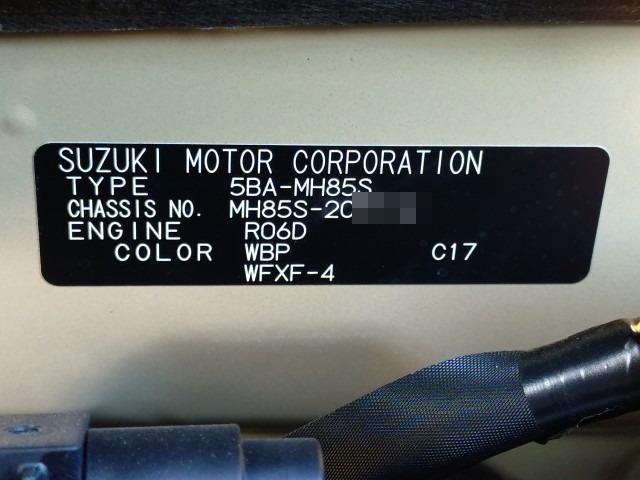 SUZUKI MOTOR CORPORATION
TYPE 5BA-MH85S
CHASSIS NO. MH85S-20
ENGINE R06D
COLOR WBP C17
WFXF-4